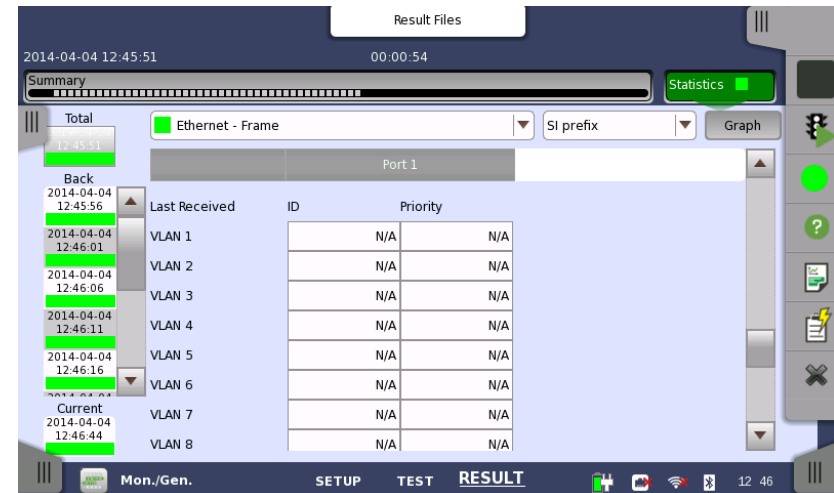 Result Files
2014-04-04 12:45:51 00:00:54
Summary Statistics
Total
12:45:51
Ethernet - Frame SI prefix Graph
Port 1
Back
2014-04-04
12:45:56
2014-04-04
12:46:01
2014-04-04
12:46:06
2014-04-04
12:46:11
2014-04-04
12:46:16
Current
2014-04-04
12:46:44
Last Received ID Priority
VLAN 1 N/A N/A
VLAN 2 N/A N/A
VLAN 3 N/A N/A
VLAN 4 N/A N/A
VLAN 5 N/A N/A
VLAN 6 N/A N/A
VLAN 7 N/A N/A
VLAN 8 N/A N/A
?
Mon./Gen. SETUP TEST RESULT 12 46